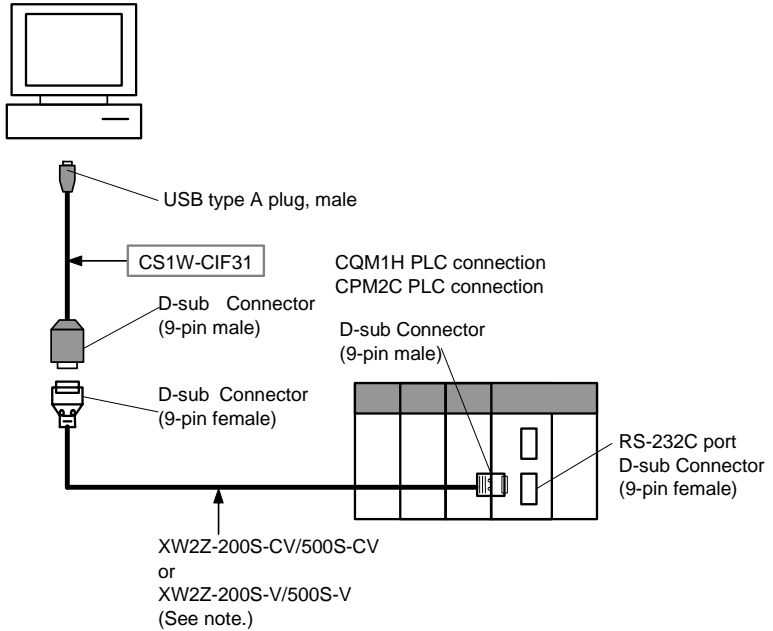 USB type A plug, male
CS1W-CIF31
CQM1H PLC connection
CPM2C PLC connection
D-sub Connector
(9-pin male)
D-sub Connector
(9-pin male)
D-sub Connector
(9-pin female)
RS-232C port
D-sub Connector
(9-pin female)
XW2Z-200S-CV/500S-CV
or
XW2Z-200S-V/500S-V
(See note.)